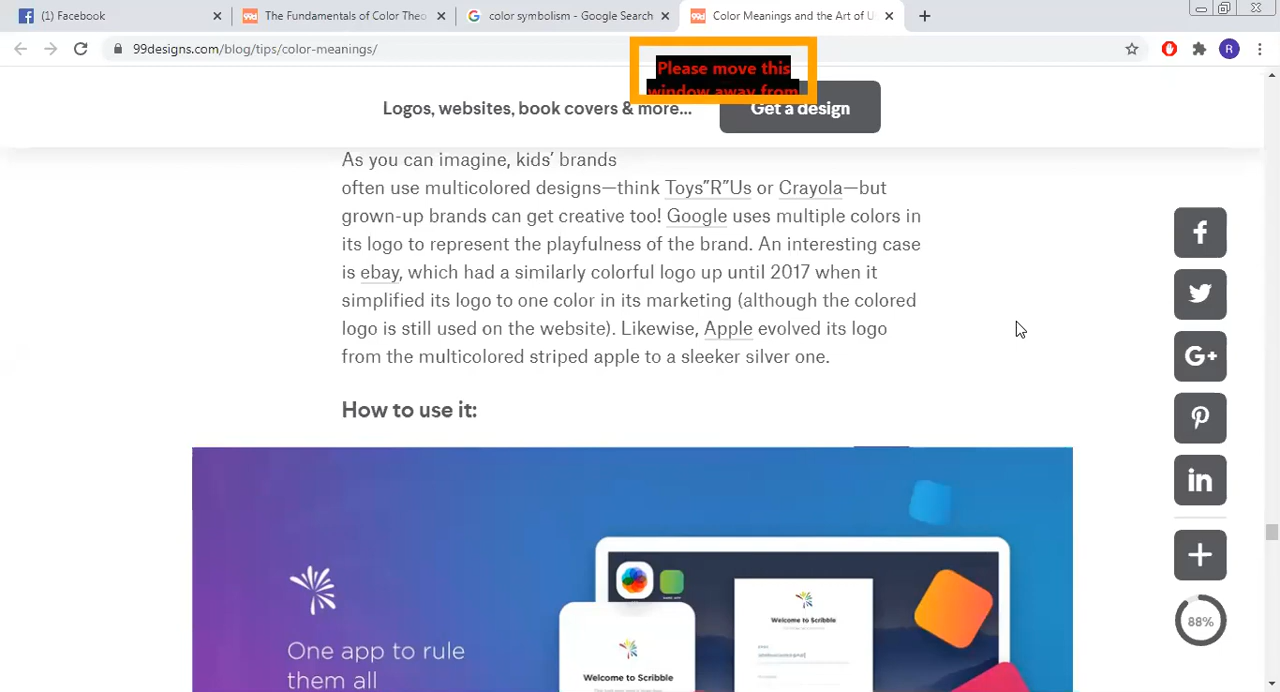 (1) Facebook
The Fundamentals of Color Theo
color symbolism - Google Search
Color Meanings and the Art of U
99designs.com/blog/tips/color-meanings/
R
Please move this
window away from
Logos, websites, book covers & more...
Get a design
As you can imagine, kids’ brands
often use multicolored designs—think Toys”R”Us or Crayola—but
grown-up brands can get creative too! Google uses multiple colors in
its logo to represent the playfulness of the brand. An interesting case
is ebay, which had a similarly colorful logo up until 2017 when it
simplified its logo to one color in its marketing (although the colored
logo is still used on the website). Likewise, Apple evolved its logo
from the multicolored striped apple to a sleeker silver one.
How to use it:
One app to rule
them all
Welcome to Scribble
Welcome to Scribble
88%